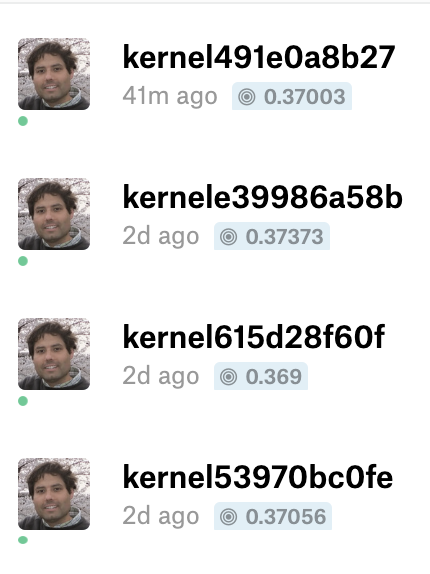 kernel491e0a8b27
41m ago 0.37003
kernele39986a58b
2d ago 0.37373
kernel615d28f60f
2d ago 0.369
kernel53970bc0fe
2d ago 0.37056